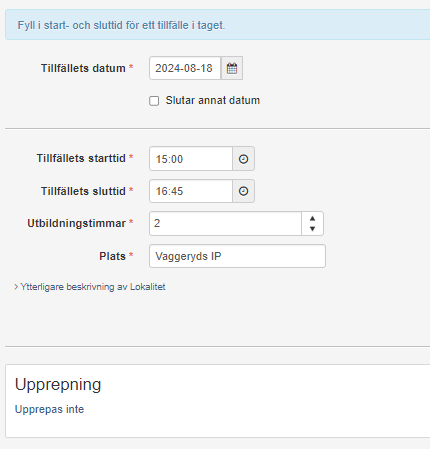 Fyll i start- och sluttid för ett tillfälle i taget.
Tillfällets datum * 2024-08-18
Slutar annat datum
Tillfällets starttid * 15:00
Tillfällets sluttid * 16:45
Utbildningstimmar * 2
Plats * Vaggeryds IP
› Ytterligare beskrivning av Lokalitet
Upprepning
Upprepas inte